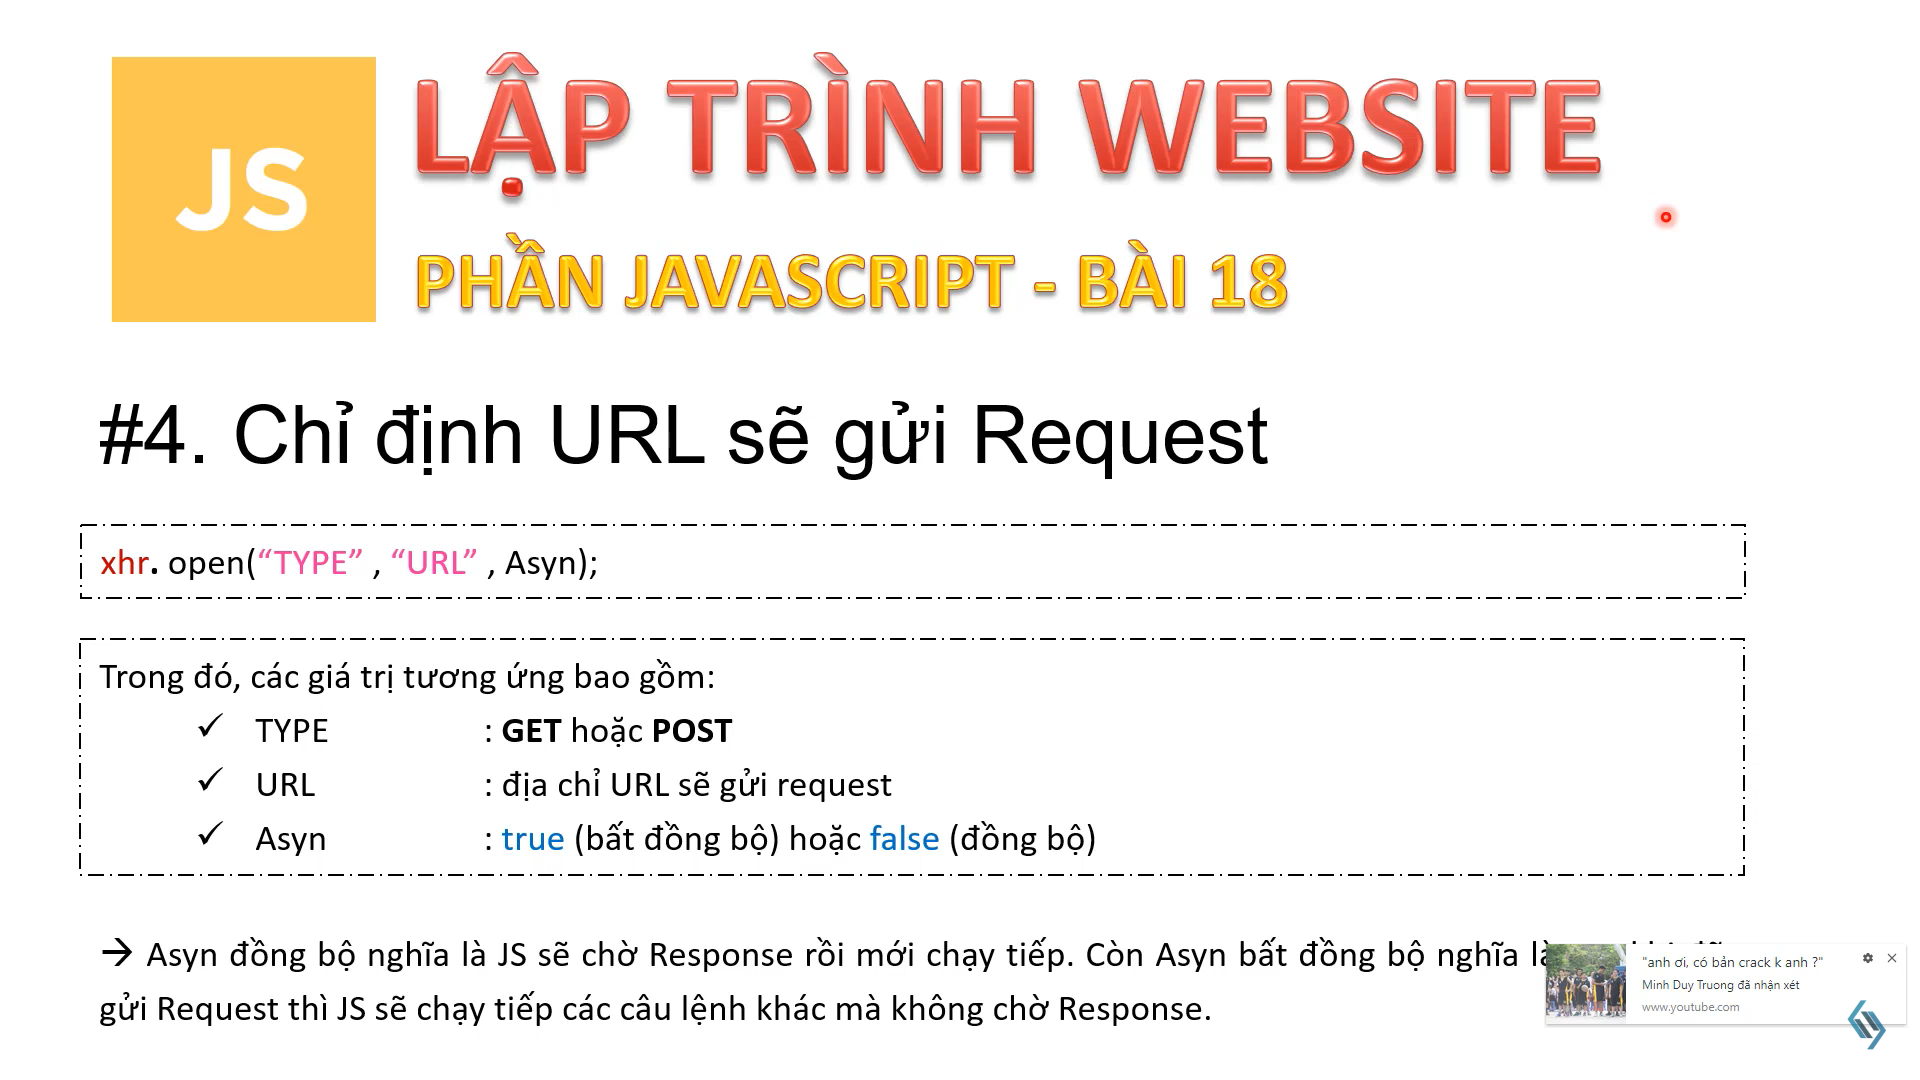 JS
LẬP TRÌNH WEBSITE
PHẦN JAVASCRIPT - BÀI 18
#4. Chỉ định URL sẽ gửi Request
xhr. open(“TYPE” , “URL” , Asyn);
Trong đó, các giá trị tương ứng bao gồm:
✓ TYPE : GET hoặc POST
✓ URL : địa chỉ URL sẽ gửi request
✓ Asyn : true (bất đồng bộ) hoặc false (đồng bộ)
→ Asyn đồng bộ nghĩa là JS sẽ chờ Response rồi mới chạy tiếp. Còn Asyn bất đồng bộ nghĩa là
gửi Request thì JS sẽ chạy tiếp các câu lệnh khác mà không chờ Response.
"anh ơi, có bản crack k anh ?"
Minh Duy Truong đã nhận xét
www.youtube.com